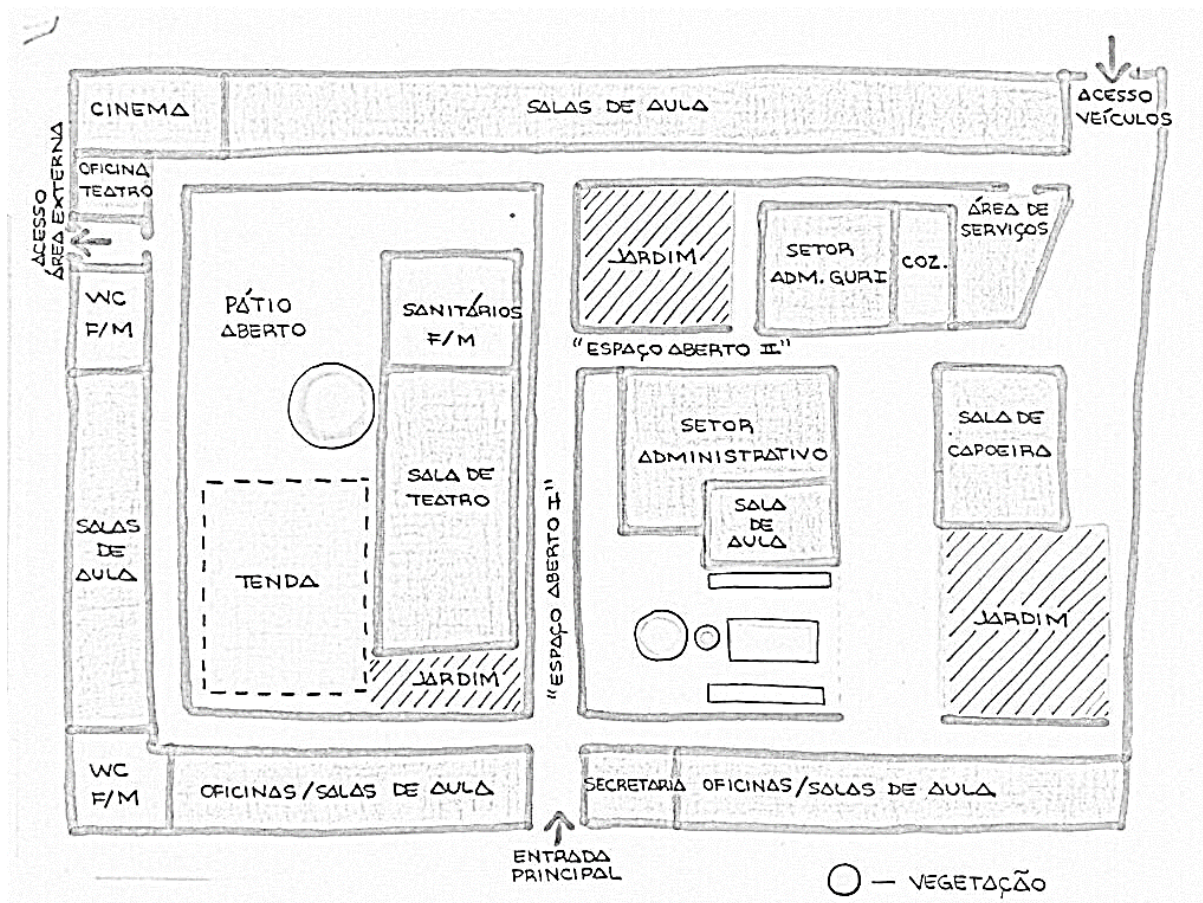 ACESSO
VEÍCULOS
CINEMA
SALAS DE AULA
OFICINA
TEATRO
ACESSO
ÁREA EXTERNA
JARDIM
SETOR
ADM. GURI
COZ.
ÁREA DE
SERVIÇOS
WC
F/M
PÁTIO
ABERTO
SANITÁRIOS
F/M
"ESPAÇO ABERTO II"
SETOR
ADMINISTRATIVO
SALA DE
CAPOEIRA
SALA DE
TEATRO
SALA
DE
AULA
SALAS
DE
AULA
TENDA
"ESPAÇO ABERTO I"
JARDIM
JARDIM
WC
F/M
OFICINAS/SALAS DE AULA
SECRETARIA
OFICINAS/SALAS DE AULA
ENTRADA
PRINCIPAL
— VEGETAÇÃO